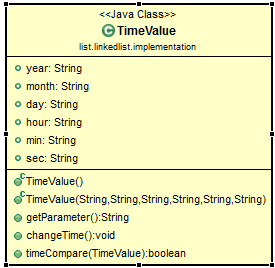 <<Java Class>>
C TimeValue
list.linkedlist.implementation
year: String
month: String
day: String
hour: String
min: String
sec: String
C TimeValue()
C TimeValue(String,String,String,String,String,String)
getParameter():String
changeTime():void
timeCompare(TimeValue):boolean